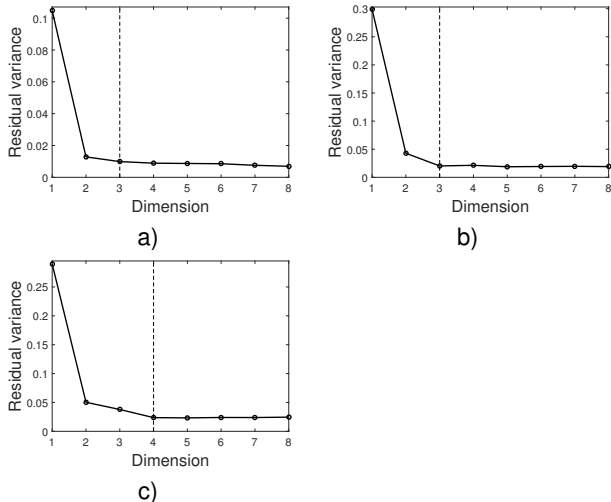 0.1
0.08
0.06
0.04
0.02
0
Residual variance
1 2 3 4 5 6 7 8
Dimension
a)
0.3
0.25
0.2
0.15
0.1
0.05
0
Residual variance
1 2 3 4 5 6 7 8
Dimension
b)
0.25
0.2
0.15
0.1
0.05
0
Residual variance
1 2 3 4 5 6 7 8
Dimension
c)